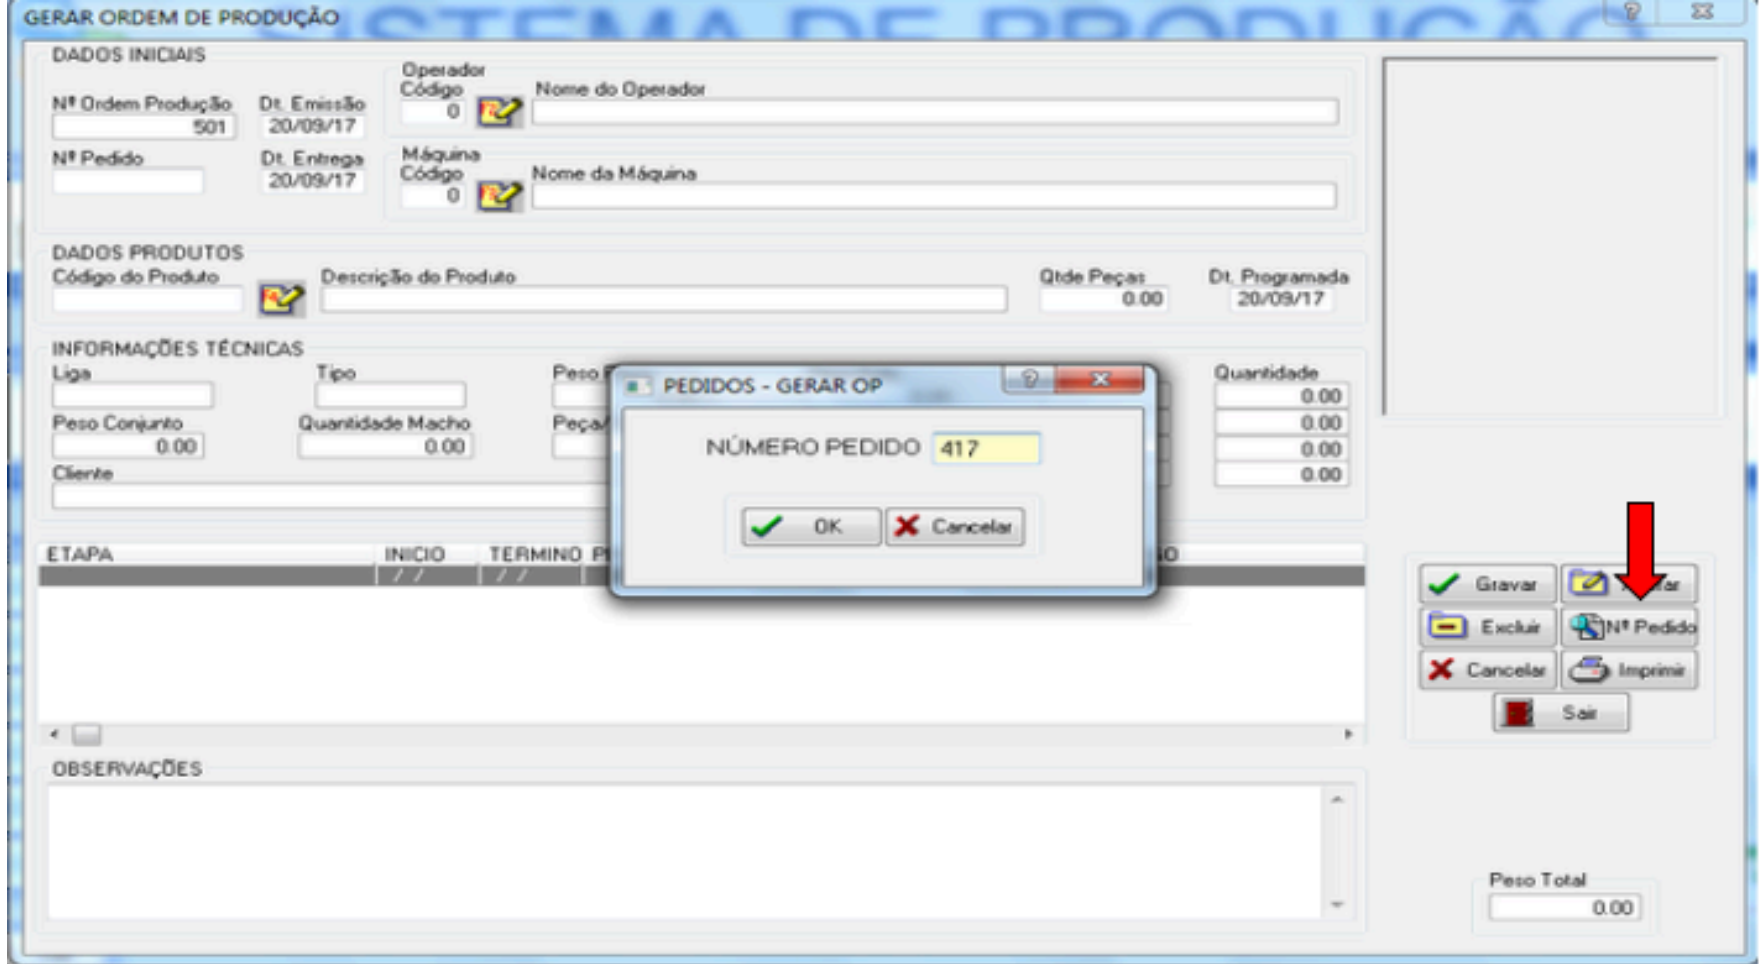 SISTEMA DE PRODUÇÃO
GERAR ORDEM DE PRODUÇÃO
DADOS INICIAIS
Operador
Nº Ordem Produção Dt. Emissão Código Nome do Operador
501 20/09/17 0
Máquina
Nº Pedido Dt. Entrega Código Nome da Máquina
20/09/17 0
DADOS PRODUTOS
Código do Produto Descrição do Produto Qtde Peças Dt. Programada
0.00 20/09/17
INFORMAÇÕES TÉCNICAS
Liga Tipo Peso Quantidade
0.00
Peso Conjunto Quantidade Macho Peça/
0.00 0.00 0.00
0.00
Cliente
0.00
PEDIDOS - GERAR OP
NÚMERO PEDIDO 417
OK Cancelar
ETAPA INICIO TERMINO
/ / / /
Gravar
Excluir Nº Pedido
Cancelar Imprimir
Sair
OBSERVAÇÕES
Peso Total
0.00